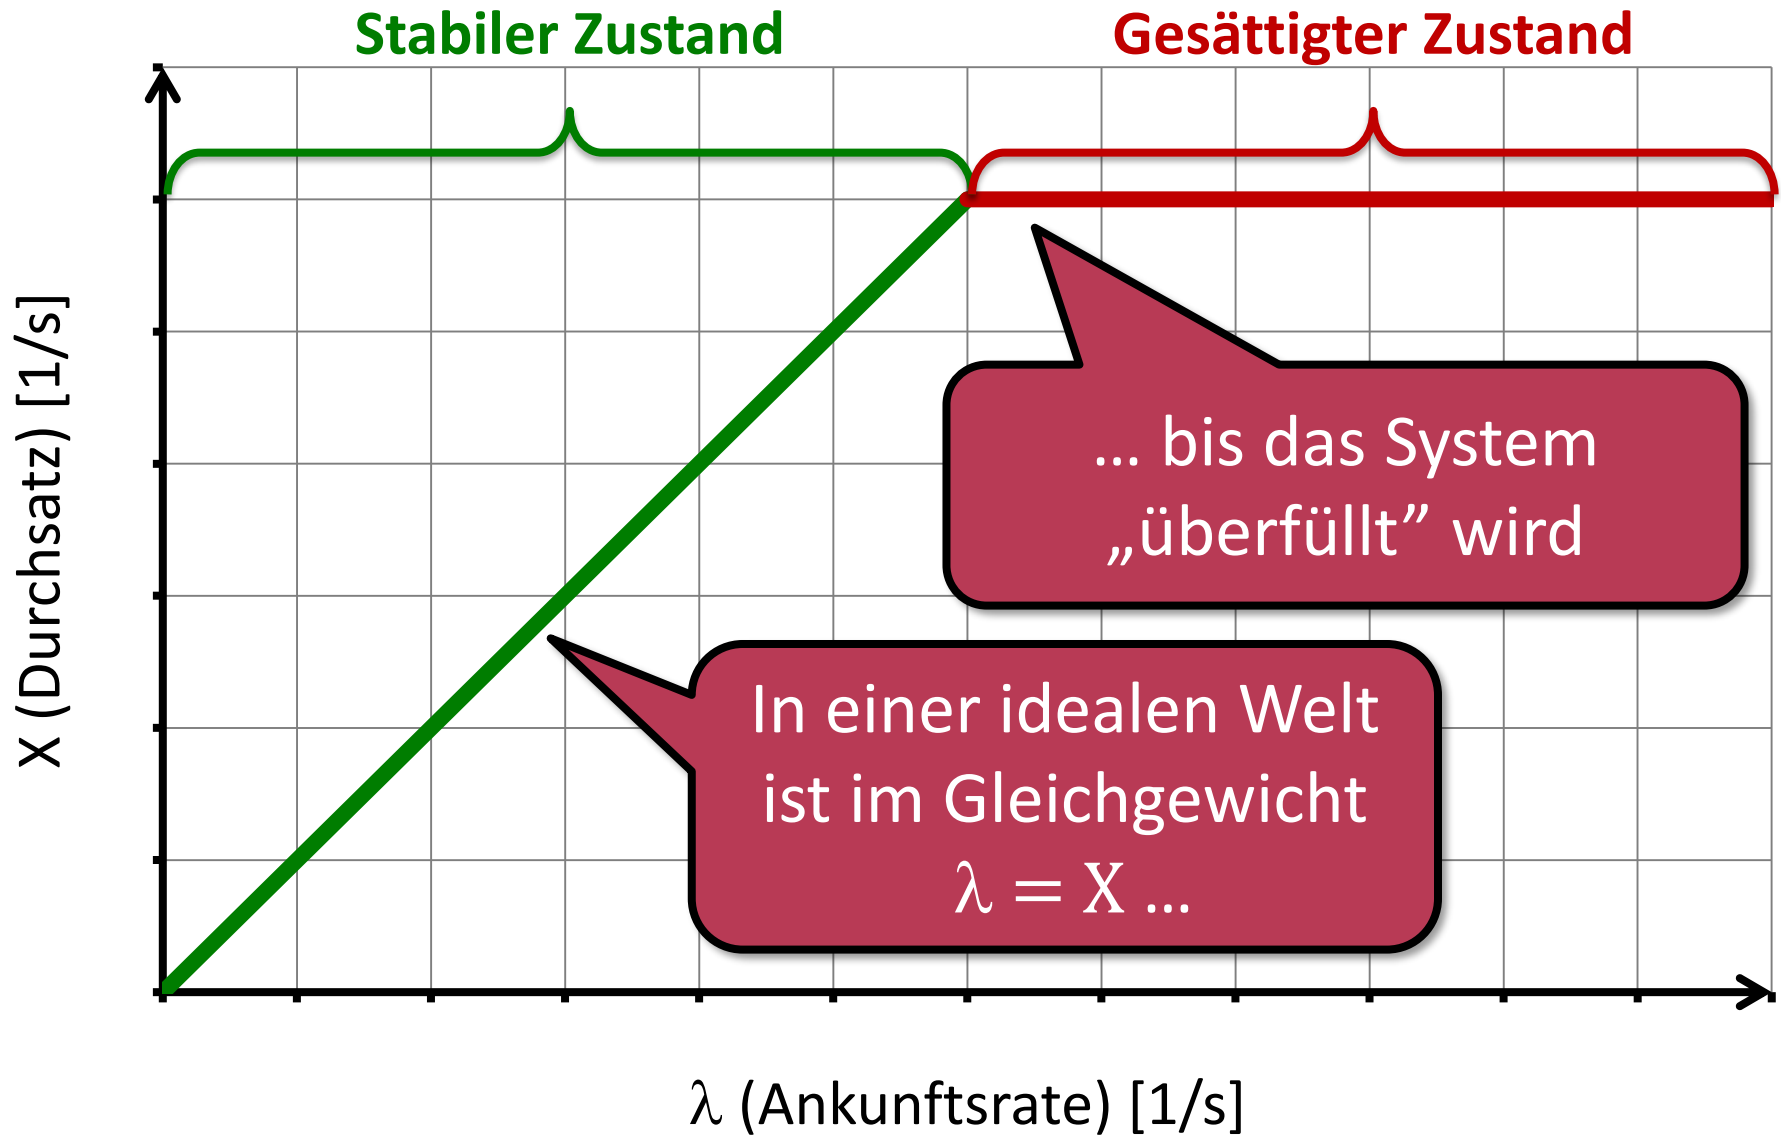 Stabiler Zustand
Gesättigter Zustand
X (Durchsatz) [1/s]
… bis das System
„überfüllt” wird
In einer idealen Welt
ist im Gleichgewicht
λ = X …
λ (Ankunftsrate) [1/s]